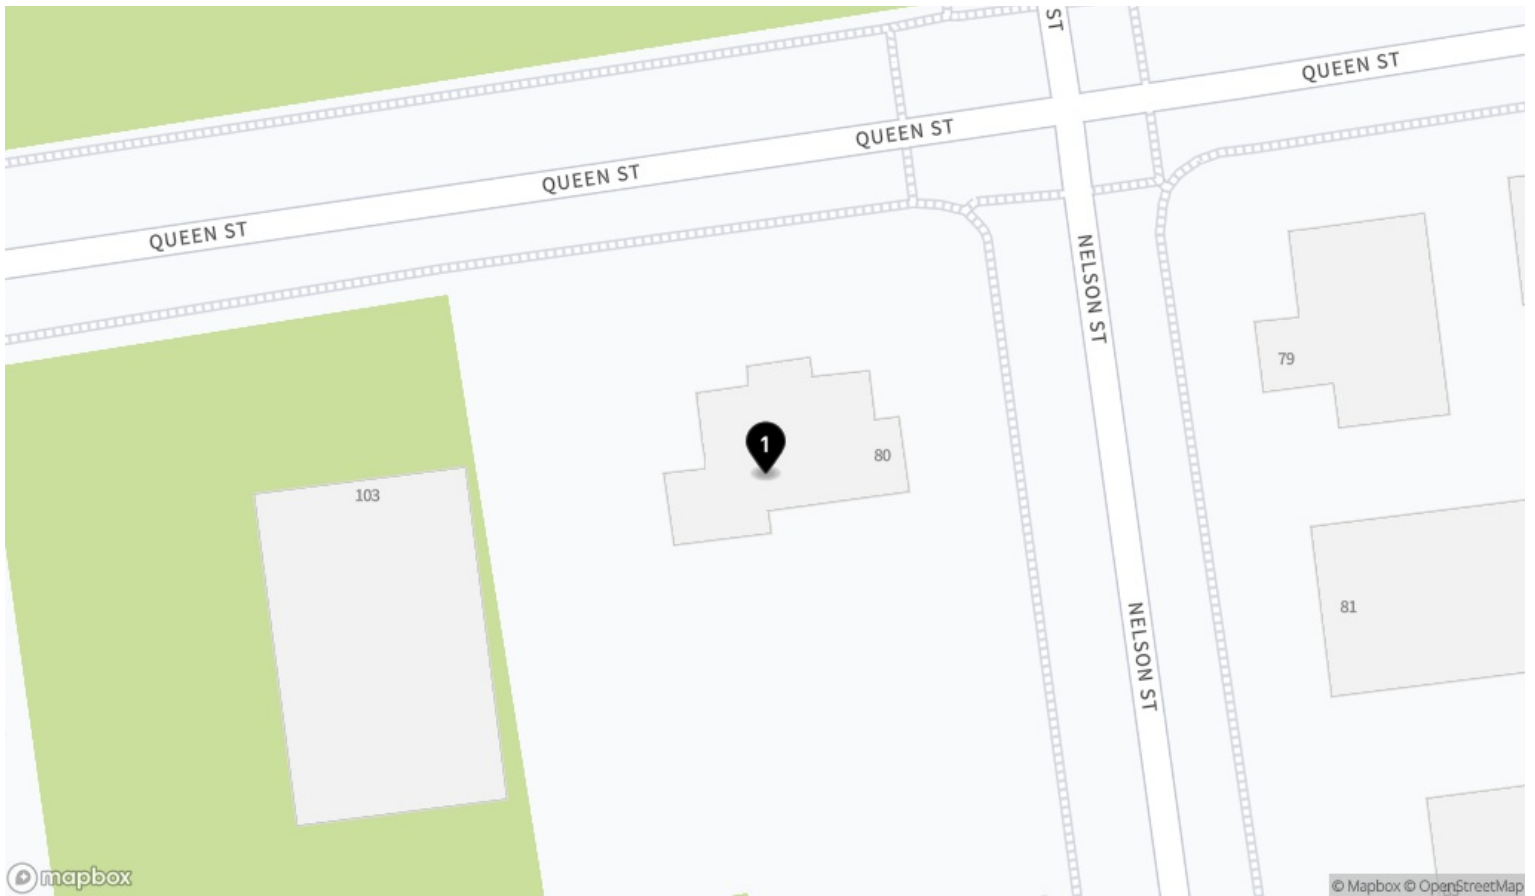 ST
QUEEN ST
QUEEN ST
QUEEN ST
QUEEN ST
NELSON ST
79
1
80
103
81
NELSON ST
mapbox
© Mapbox © OpenStreetMap